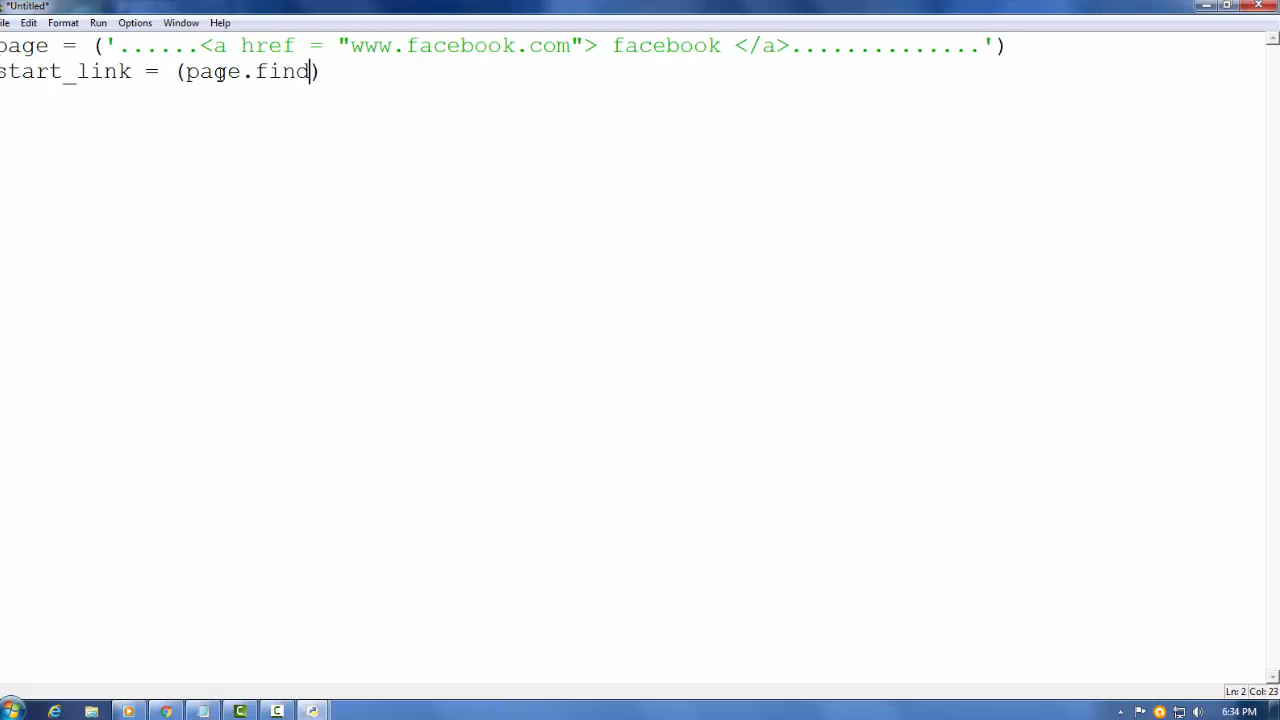 *Untitled*
ile Edit Format Run Options Window Help
page = ('......<a href = "www.facebook.com"> facebook </a>..............')
start_link = (page.find)
Ln: 2 Col: 23
6:34 PM